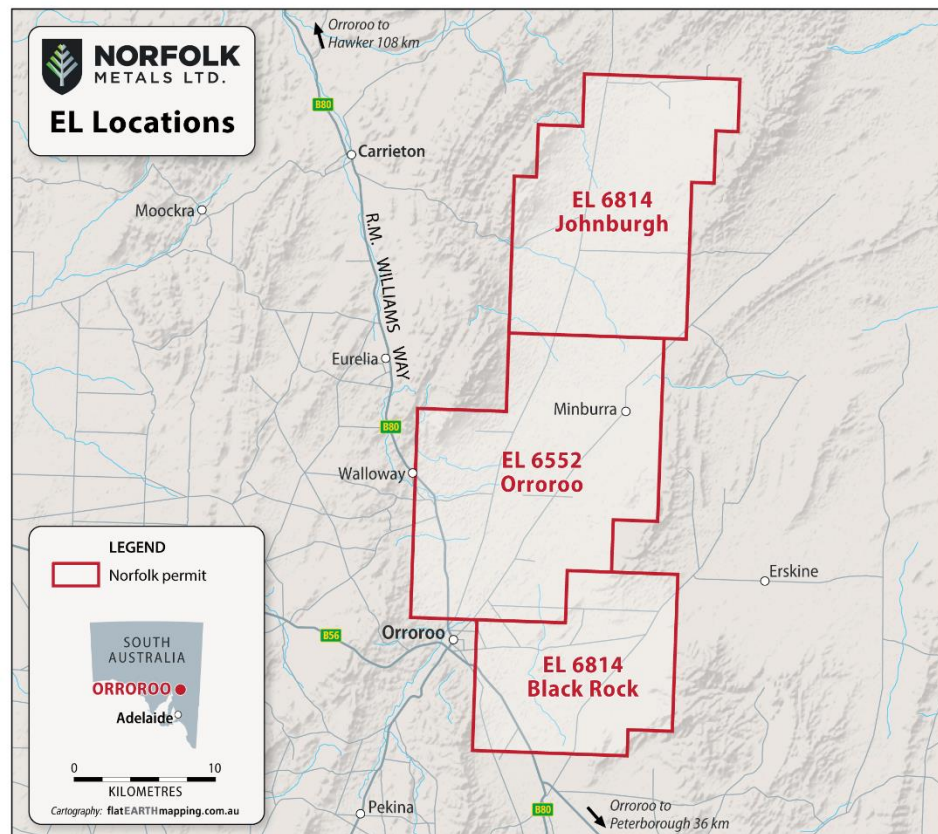 NORFOLK
METALS LTD.
EL Locations
Orroroo to
Hawker 108 km
B80
Carrieton
Moockra
R.M. WILLIAMS WAY
EL 6814
Johnburgh
Eurelia
Minburra
B80
Walloway
EL 6552
Orroroo
Erskine
B56
Orroroo
EL 6814
Black Rock
LEGEND
Norfolk permit
SOUTH
AUSTRALIA
ORROROO
Adelaide
0 10
KILOMETRES
Cartography: flatEARTHmapping.com.au
Pekina
B80
Orroroo to
Peterborough 36 km